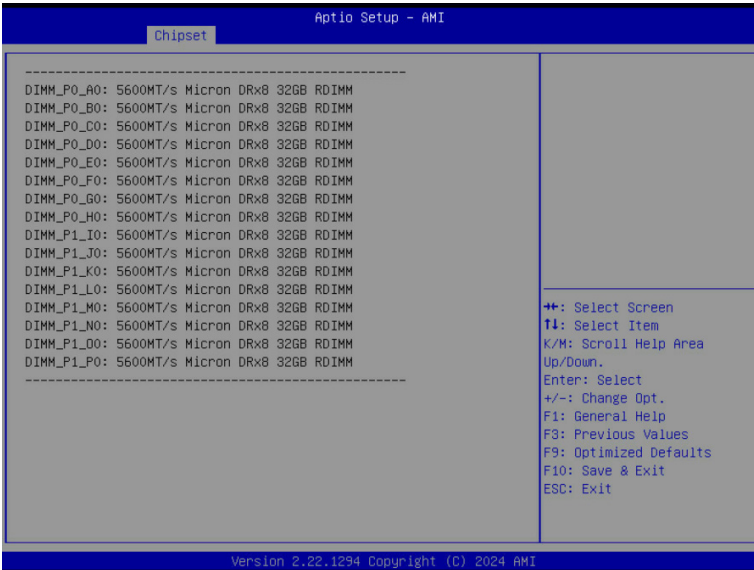 Aptio Setup – AMI
Chipset
--------------------------------------------------
DIMM_P0_A0: 5600MT/s Micron DRx8 32GB RDIMM
DIMM_P0_B0: 5600MT/s Micron DRx8 32GB RDIMM
DIMM_P0_C0: 5600MT/s Micron DRx8 32GB RDIMM
DIMM_P0_D0: 5600MT/s Micron DRx8 32GB RDIMM
DIMM_P0_E0: 5600MT/s Micron DRx8 32GB RDIMM
DIMM_P0_F0: 5600MT/s Micron DRx8 32GB RDIMM
DIMM_P0_G0: 5600MT/s Micron DRx8 32GB RDIMM
DIMM_P0_H0: 5600MT/s Micron DRx8 32GB RDIMM
DIMM_P1_I0: 5600MT/s Micron DRx8 32GB RDIMM
DIMM_P1_J0: 5600MT/s Micron DRx8 32GB RDIMM
DIMM_P1_K0: 5600MT/s Micron DRx8 32GB RDIMM
DIMM_P1_L0: 5600MT/s Micron DRx8 32GB RDIMM
DIMM_P1_M0: 5600MT/s Micron DRx8 32GB RDIMM
DIMM_P1_N0: 5600MT/s Micron DRx8 32GB RDIMM
DIMM_P1_O0: 5600MT/s Micron DRx8 32GB RDIMM
DIMM_P1_P0: 5600MT/s Micron DRx8 32GB RDIMM
--------------------------------------------------
→←: Select Screen
↑↓: Select Item
K/M: Scroll Help Area
Up/Down.
Enter: Select
+/-: Change Opt.
F1: General Help
F3: Previous Values
F9: Optimized Defaults
F10: Save & Exit
ESC: Exit
Version 2.22.1294 Copyright (C) 2024 AMI